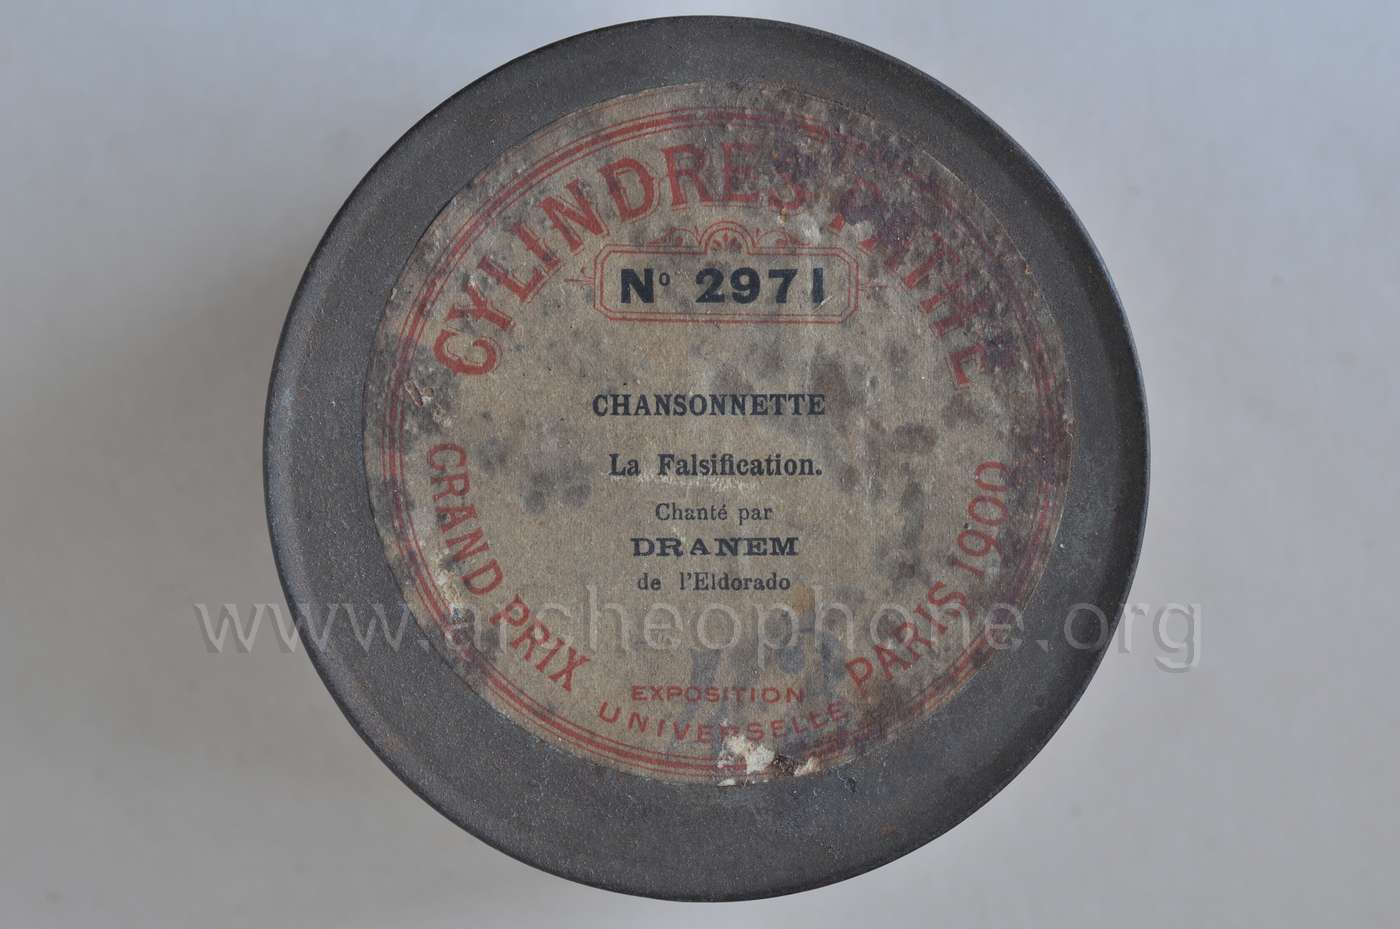 CYLINDRES PATHÉ
Nº 2971
CHANSONNETTE
La Falsification.
Chanté par
DRANEM
de l'Eldorado
GRAND PRIX
EXPOSITION
UNIVERSELLE
PARIS 1900
www.archeophone.org